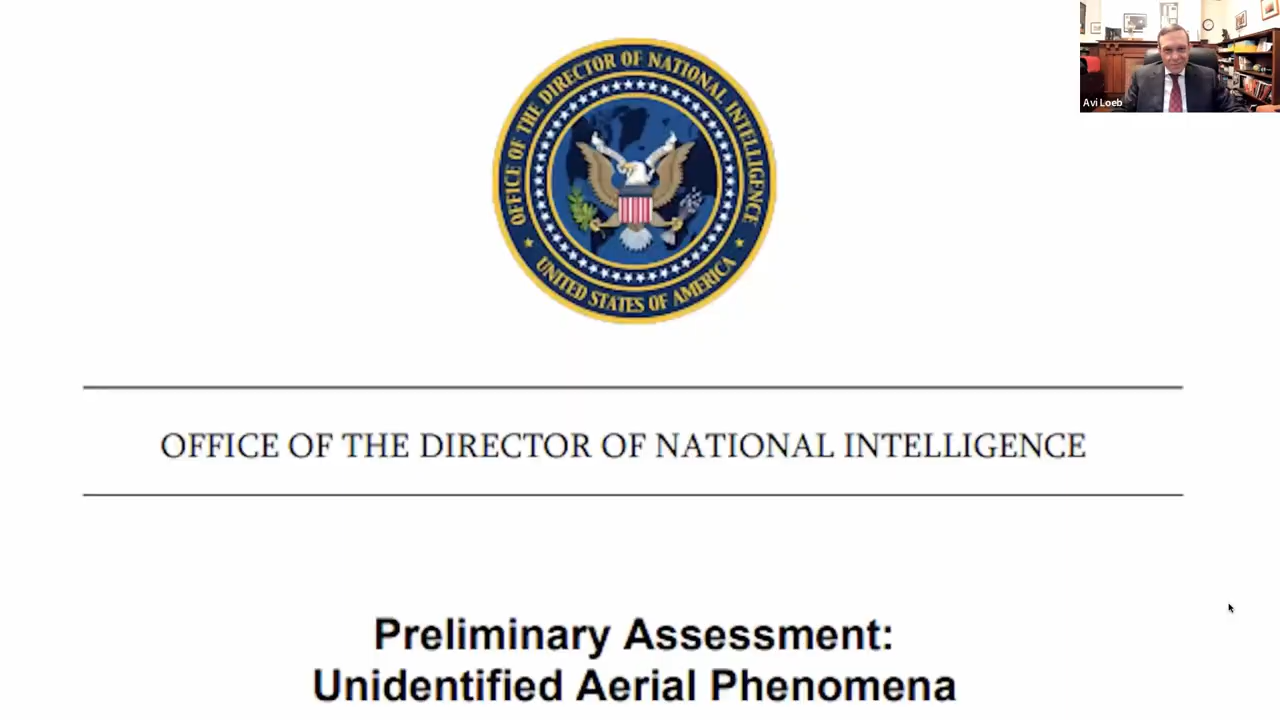 OFFICE OF THE DIRECTOR OF NATIONAL INTELLIGENCE
UNITED STATES OF AMERICA
Avi Loeb
OFFICE OF THE DIRECTOR OF NATIONAL INTELLIGENCE
Preliminary Assessment:
Unidentified Aerial Phenomena